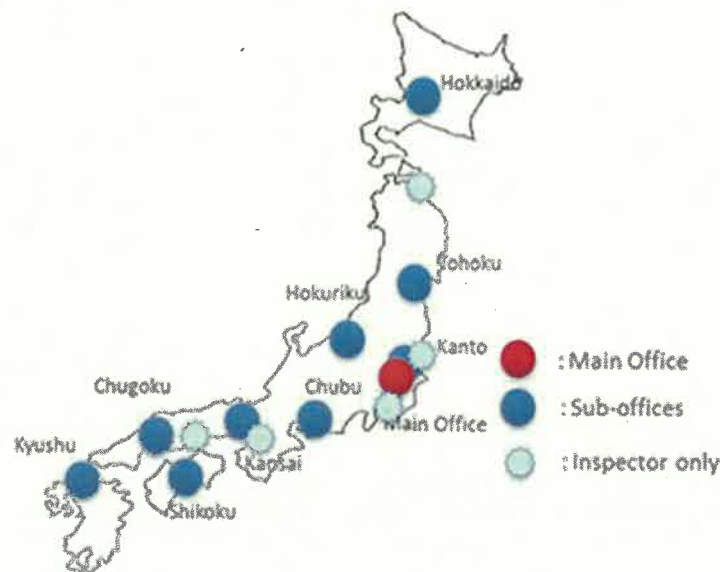 Hokkaido
Tohoku
Hokuriku
Kanto
: Main Office
Chugoku
Chubu
Main Office
: Sub-offices
Kyushu
Kansai
: Inspector only
Shikoku